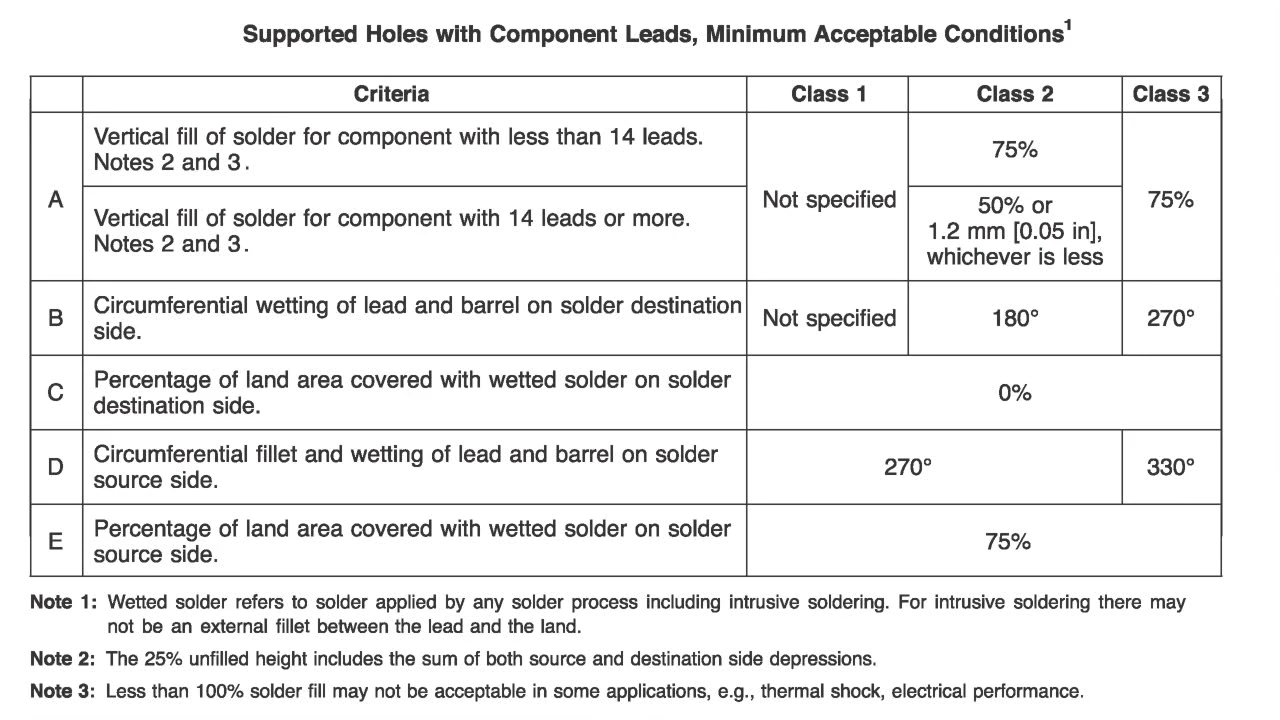 Supported Holes with Component Leads, Minimum Acceptable Conditions¹
Criteria Class 1 Class 2 Class 3
A
Vertical fill of solder for component with less than 14 leads.
Notes 2 and 3.
Not specified
75%
75%
Vertical fill of solder for component with 14 leads or more.
Notes 2 and 3.
50% or
1.2 mm [0.05 in],
whichever is less
B
Circumferential wetting of lead and barrel on solder destination
side.
Not specified
180°
270°
C
Percentage of land area covered with wetted solder on solder
destination side.
0%
D
Circumferential fillet and wetting of lead and barrel on solder
source side.
270°
330°
E
Percentage of land area covered with wetted solder on solder
source side.
75%
Note 1: Wetted solder refers to solder applied by any solder process including intrusive soldering. For intrusive soldering there may
not be an external fillet between the lead and the land.
Note 2: The 25% unfilled height includes the sum of both source and destination side depressions.
Note 3: Less than 100% solder fill may not be acceptable in some applications, e.g., thermal shock, electrical performance.